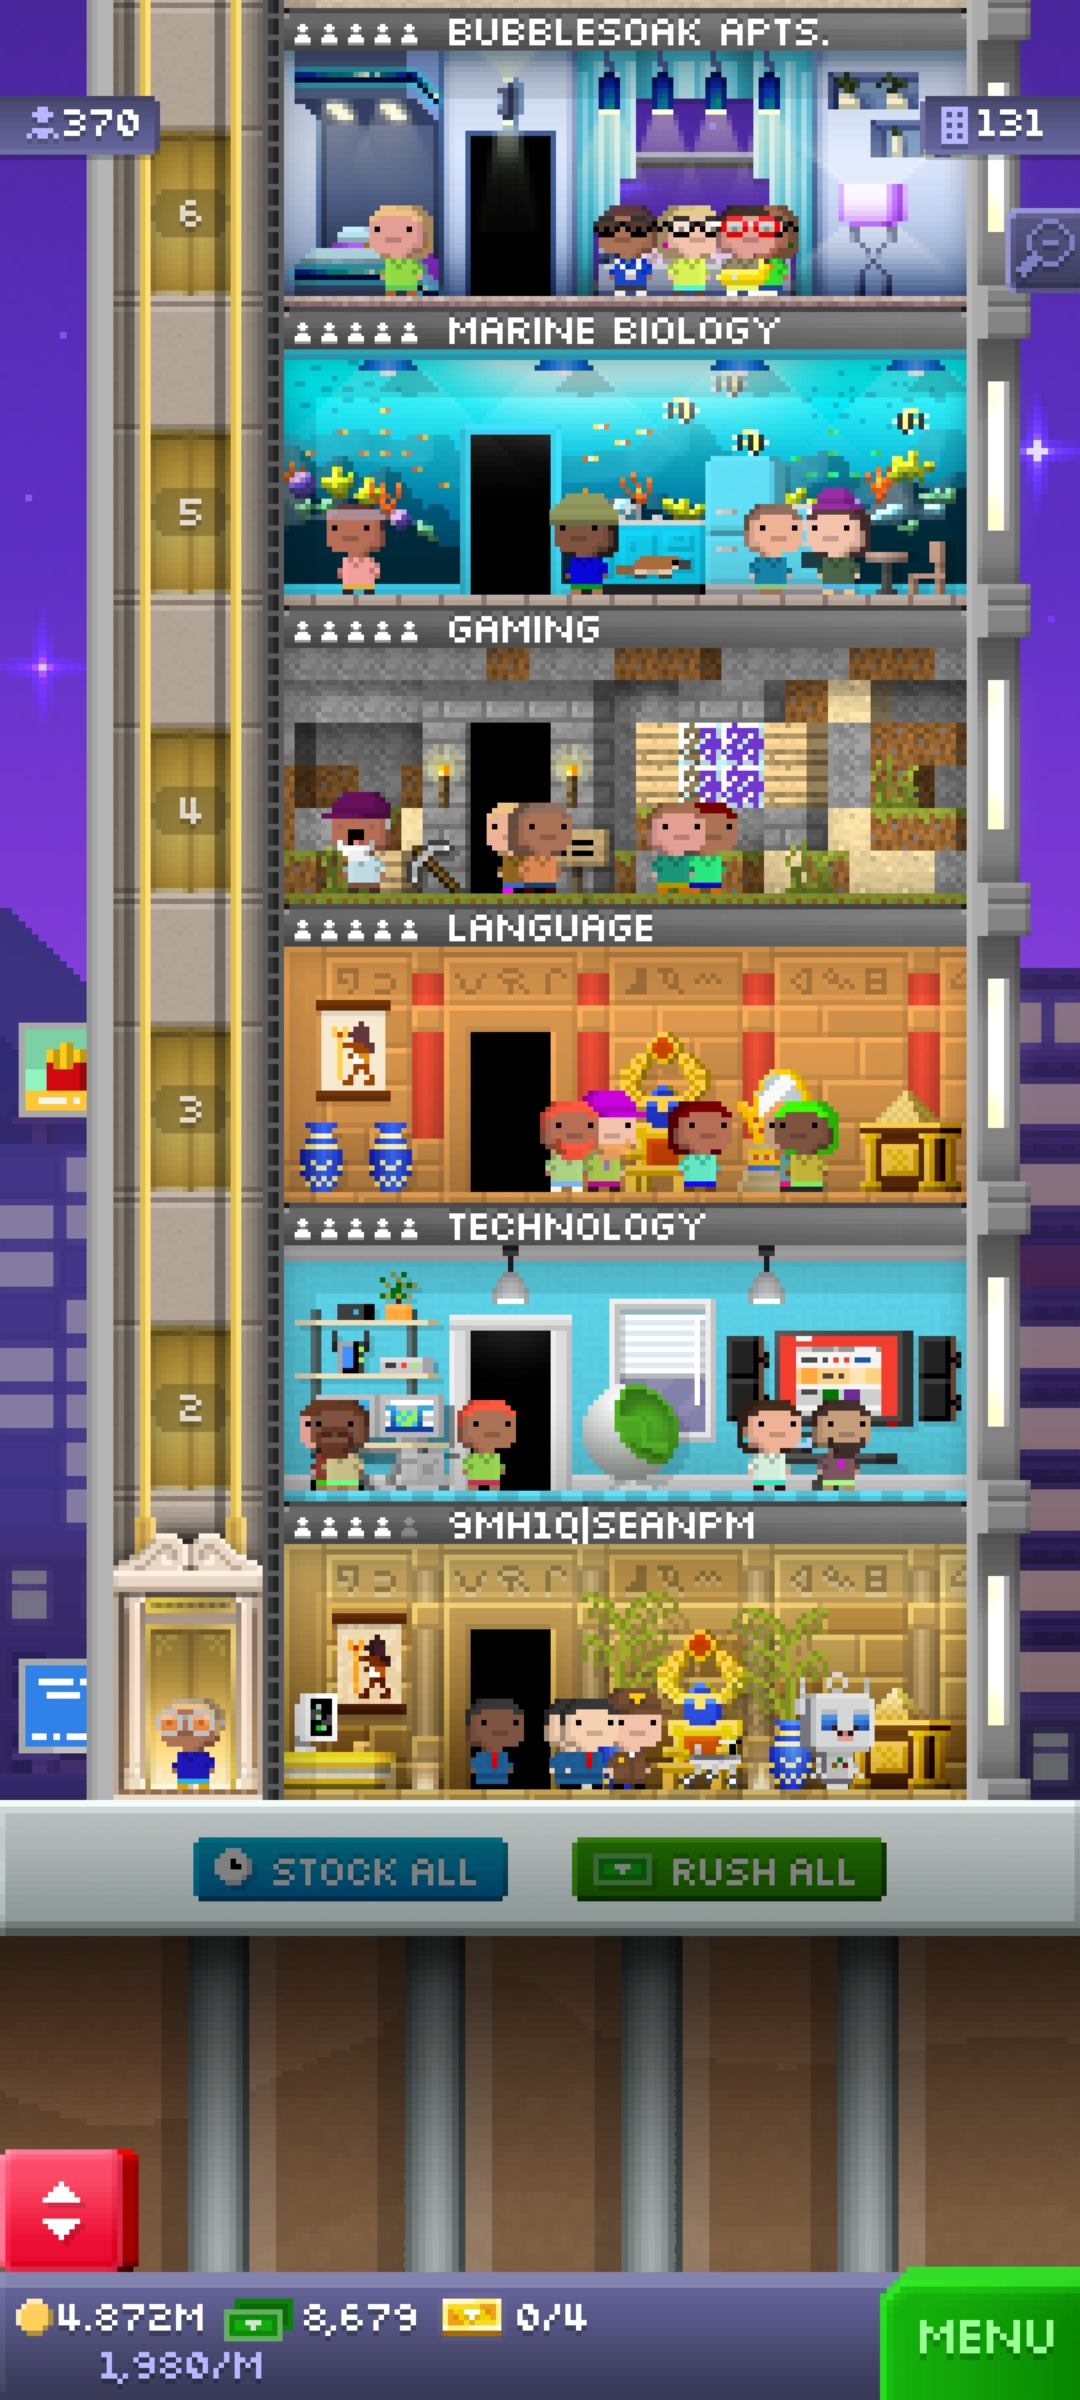 BUBBLESOAK APTS.
370
131
6
MARINE BIOLOGY
5
GAMING
4
LANGUAGE
3
TECHNOLOGY
2
9MH1Q|SEANPM
STOCK ALL
RUSH ALL
4.872M
8,679
0/4
1,980/M
MENU